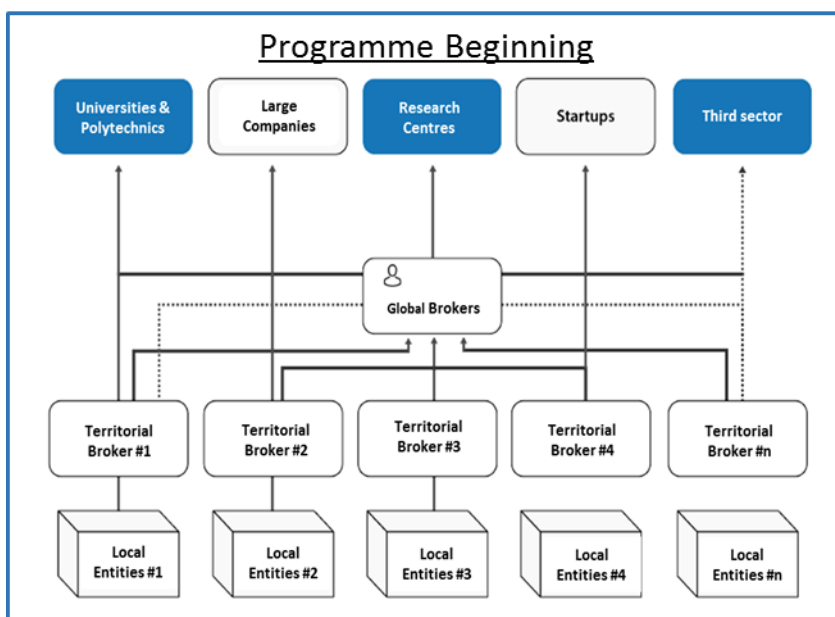 Programme Beginning
Universities &
Polytechnics
Large
Companies
Research
Centres
Startups
Third sector
Global Brokers
Territorial
Broker #1
Territorial
Broker #2
Territorial
Broker #3
Territorial
Broker #4
Territorial
Broker #n
Local
Entities #1
Local
Entities #2
Local
Entities #3
Local
Entities #4
Local
Entities #n